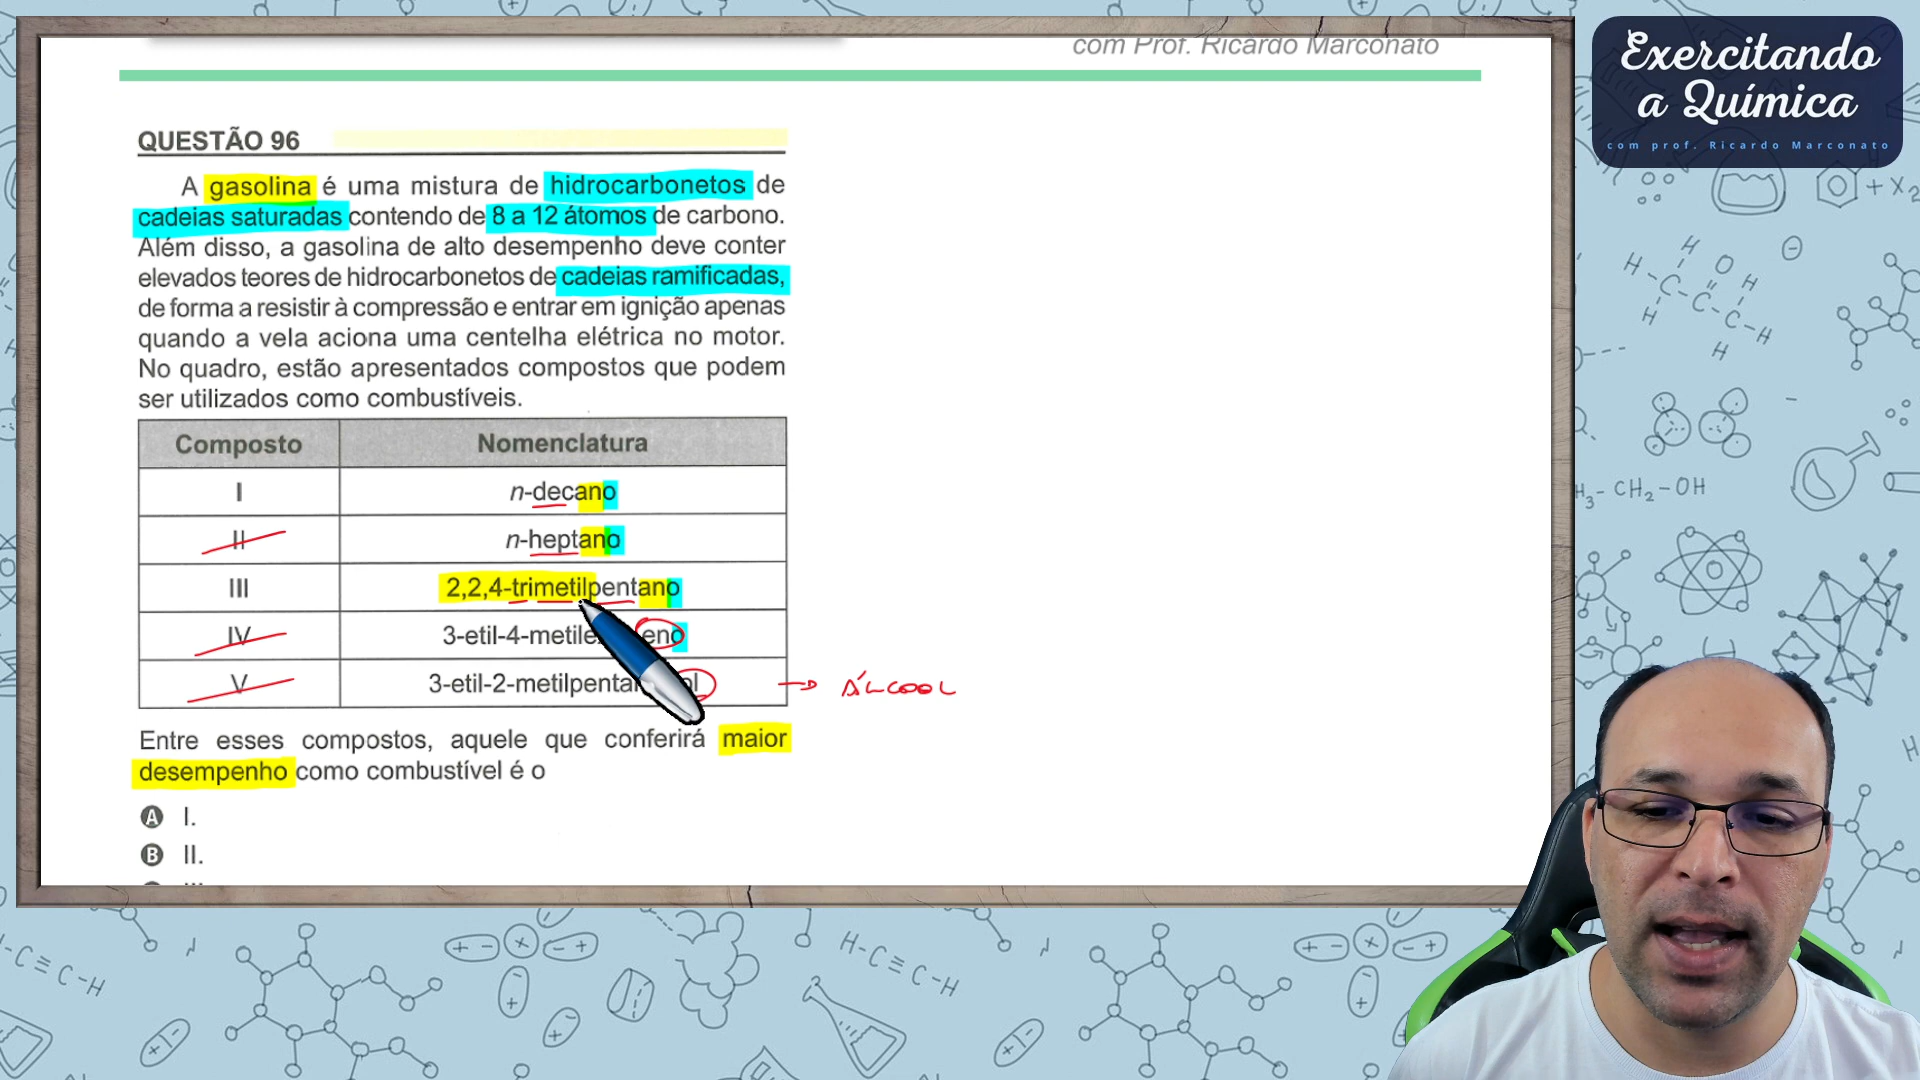 com Prof. Ricardo Marconato
Exercitando
a Química
com prof. Ricardo Marconato
QUESTÃO 96
A gasolina é uma mistura de hidrocarbonetos de
cadeias saturadas contendo de 8 a 12 átomos de carbono.
Além disso, a gasolina de alto desempenho deve conter
elevados teores de hidrocarbonetos de cadeias ramificadas,
de forma a resistir à compressão e entrar em ignição apenas
quando a vela aciona uma centelha elétrica no motor.
No quadro, estão apresentados compostos que podem
ser utilizados como combustíveis.
Composto Nomenclatura
I n-decano
II n-heptano
III 2,2,4-trimetilpentano
IV 3-etil-4-metile eno
V 3-etil-2-metilpenta ol → ÁLCOOL
Entre esses compostos, aquele que conferirá maior
desempenho como combustível é o
A I.
B II.
H O H
H-C-C-C-H
H H
+ X2
H3-CH2-OH
H-C≡C-H
-C≡C-H